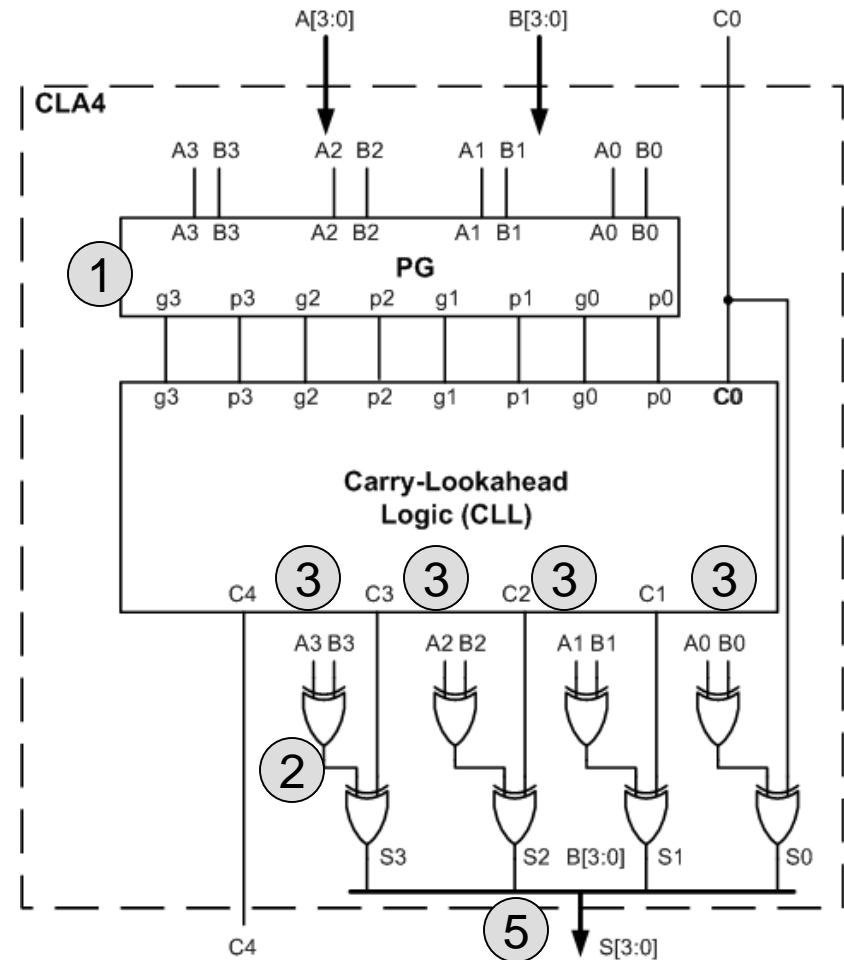 A[3:0] B[3:0] C0
CLA4
A3 B3 A2 B2 A1 B1 A0 B0
A3 B3 A2 B2 A1 B1 A0 B0
1
PG
g3 p3 g2 p2 g1 p1 g0 p0
g3 p3 g2 p2 g1 p1 g0 p0 C0
Carry-Lookahead
Logic (CLL)
3 3 3 3
C4 C3 C2 C1
A3 B3 A2 B2 A1 B1 A0 B0
2
S3 S2 B[3:0] S1 S0
5
C4 S[3:0]